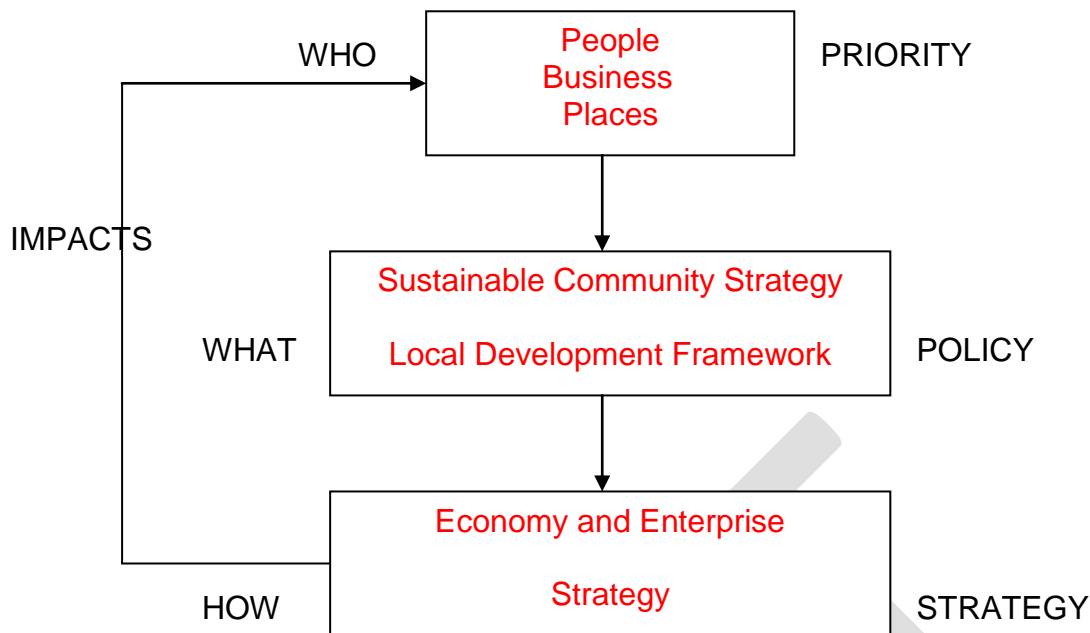 People
WHO
PRIORITY
Business
Places
IMPACTS
Sustainable Community Strategy
WHAT
Local Development Framework
POLICY
Economy and Enterprise
HOW
Strategy
STRATEGY